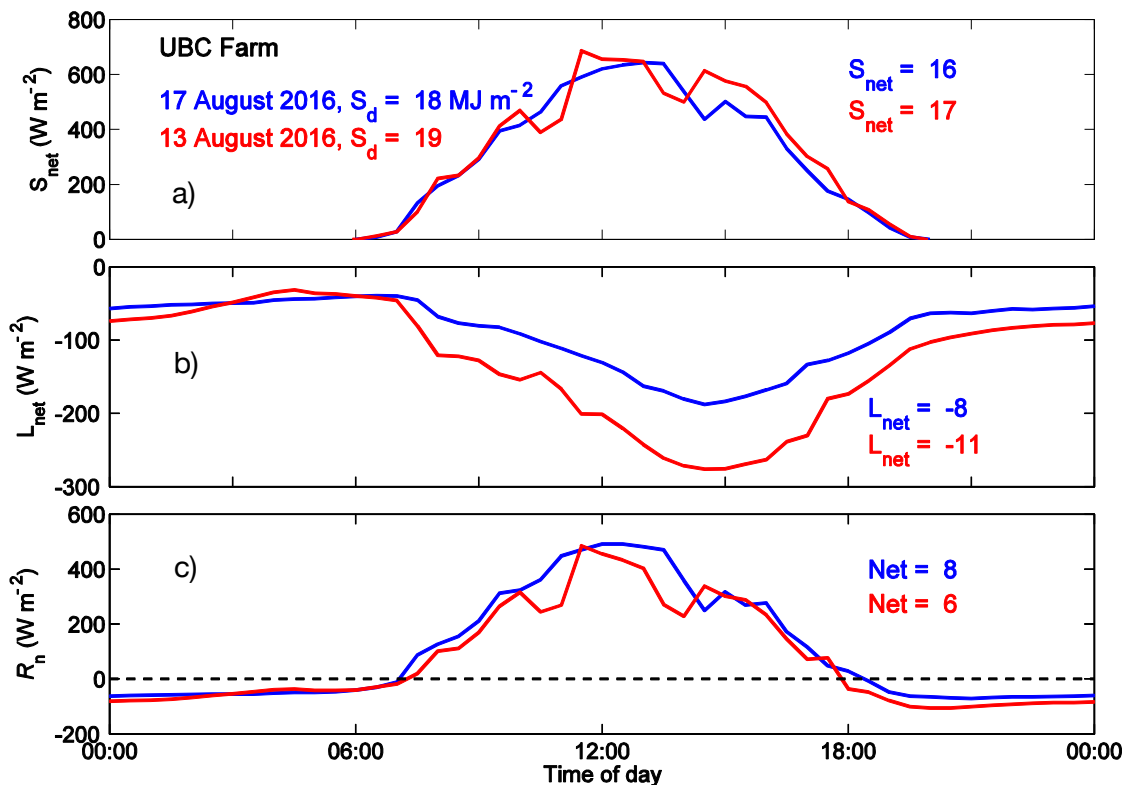 800
600
400
200
0
S_net (W m⁻²)
UBC Farm
17 August 2016, S_d = 18 MJ m⁻²
13 August 2016, S_d = 19
S_net = 16
S_net = 17
a)
0
-100
-200
-300
L_net (W m⁻²)
b)
L_net = -8
L_net = -11
600
400
200
0
-200
R_n (W m⁻²)
c)
Net = 8
Net = 6
00:00 06:00 12:00 18:00 00:00
Time of day